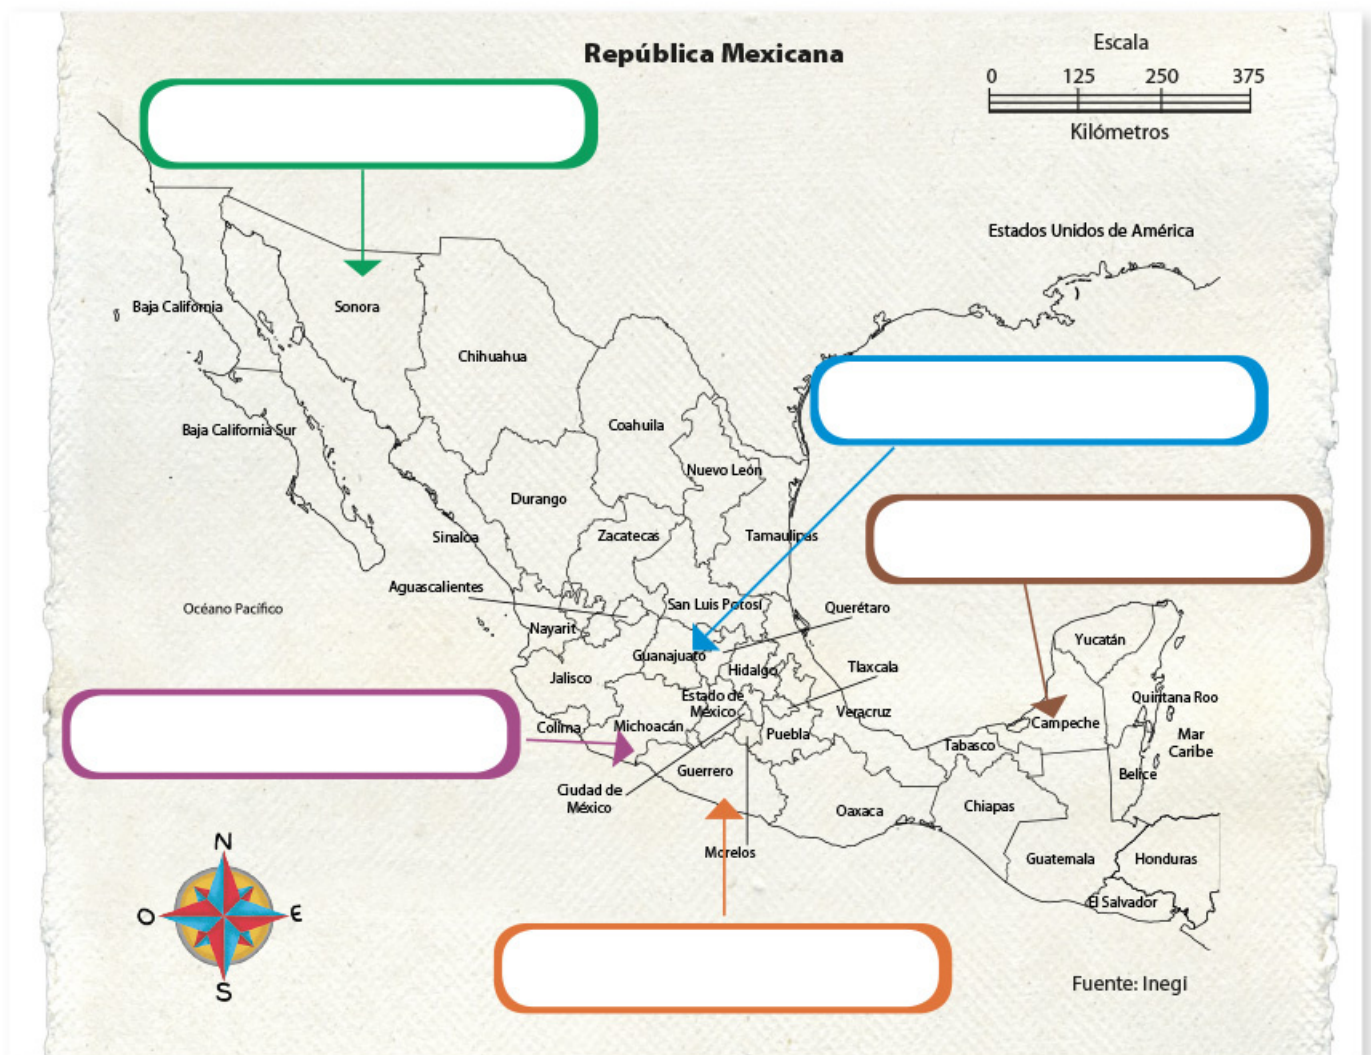 República Mexicana
Escala
0 125 250 375
Kilómetros
Estados Unidos de América
Baja California
Sonora
Chihuahua
Coahuila
Baja California Sur
Nuevo León
Durango
Sinaloa
Zacatecas
Tamaulipas
Aguascalientes
San Luis Potosí
Querétaro
Océano Pacífico
Nayarit
Yucatán
Guanajuato
Hidalgo
Tlaxcala
Jalisco
Estado de
México
Quintana Roo
Veracruz
Colima
Michoacán
Puebla
Campeche
Mar
Caribe
Tabasco
Guerrero
Belice
Ciudad de
México
Chiapas
Oaxaca
Morelos
Guatemala
Honduras
El Salvador
N
O
E
S
Fuente: Inegi